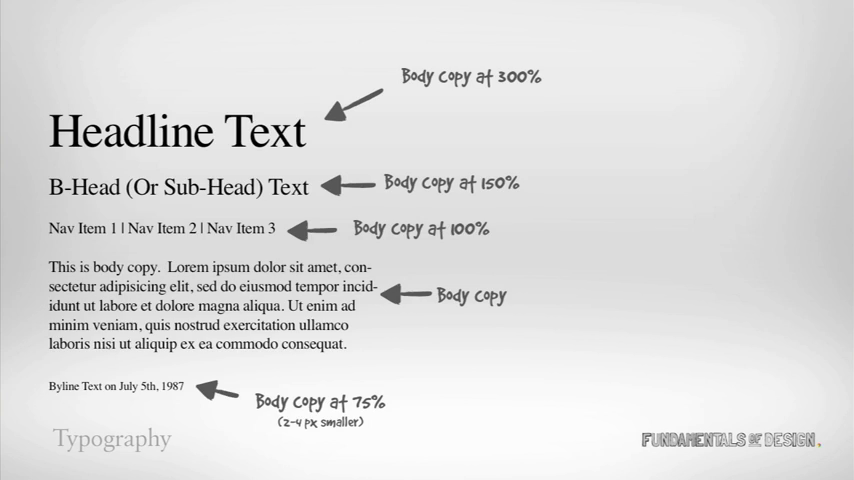 Body copy at 300%
Headline Text
B-Head (Or Sub-Head) Text
Body copy at 150%
Nav Item 1 | Nav Item 2 | Nav Item 3
Body copy at 100%
This is body copy.  Lorem ipsum dolor sit amet, con-
sectetur adipisicing elit, sed do eiusmod tempor incid-
idunt ut labore et dolore magna aliqua. Ut enim ad
minim veniam, quis nostrud exercitation ullamco
laboris nisi ut aliquip ex ea commodo consequat.
Body copy
Byline Text on July 5th, 1987
Body copy at 75%
(2-4 px smaller)
Typography
FUNDAMENTALS OF DESIGN.